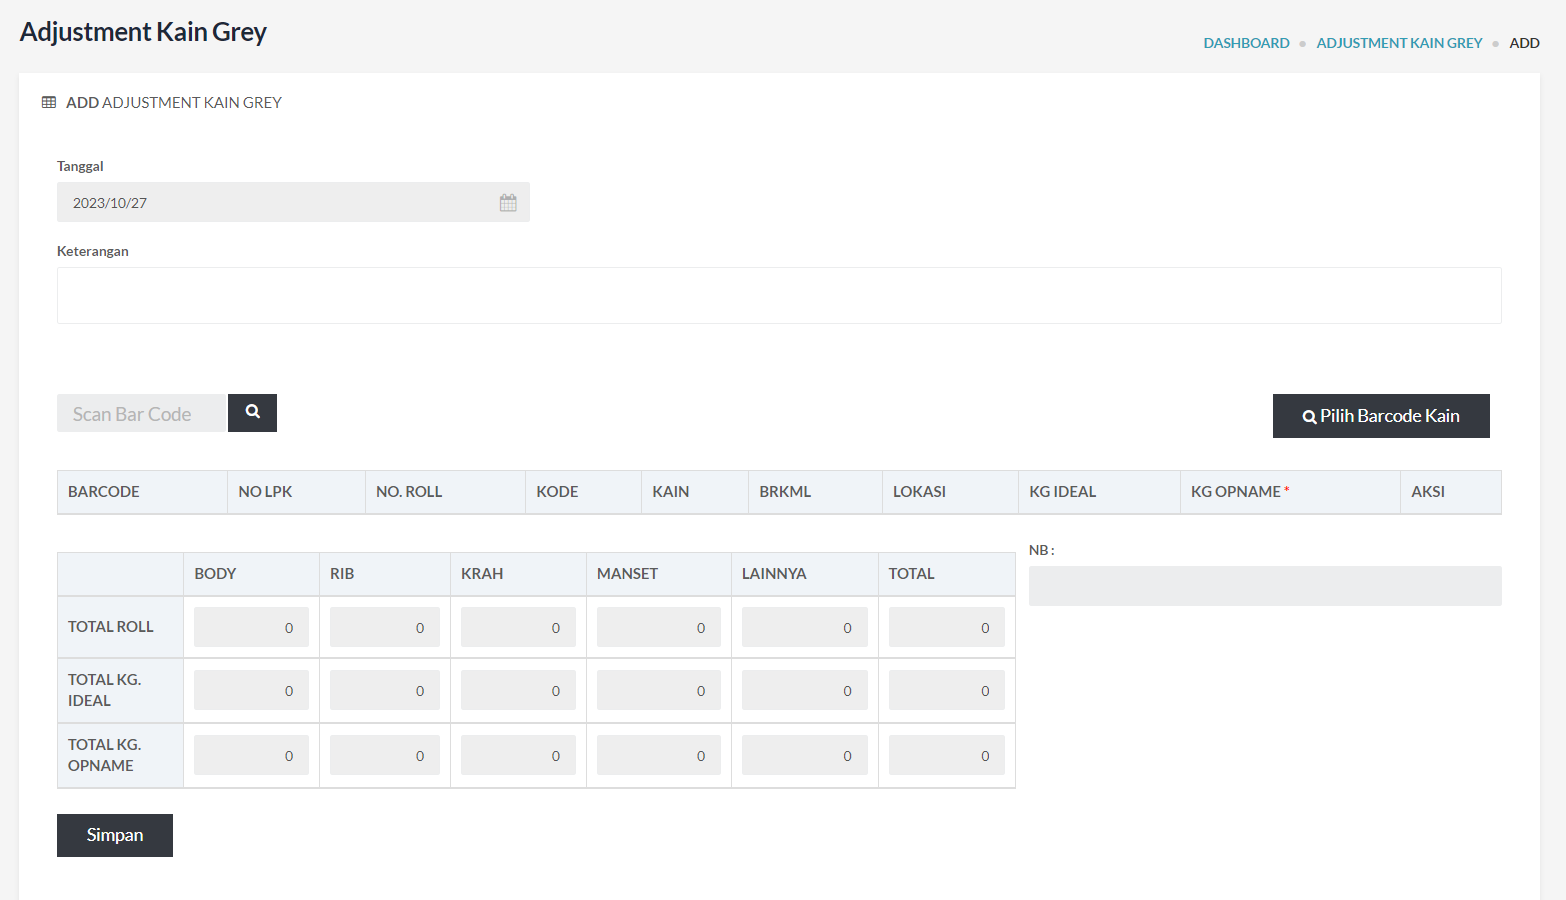 Adjustment Kain Grey
DASHBOARD ADJUSTMENT KAIN GREY ADD
ADD ADJUSTMENT KAIN GREY
Tanggal
2023/10/27
Keterangan
Scan Bar Code
Pilih Barcode Kain
BARCODE NO LPK NO. ROLL KODE KAIN BRKML LOKASI KG IDEAL KG OPNAME * AKSI
NB :
BODY RIB KRAH MANSET LAINNYA TOTAL
TOTAL ROLL 0 0 0 0 0 0
TOTAL KG.
IDEAL 0 0 0 0 0 0
TOTAL KG.
OPNAME 0 0 0 0 0 0
Simpan